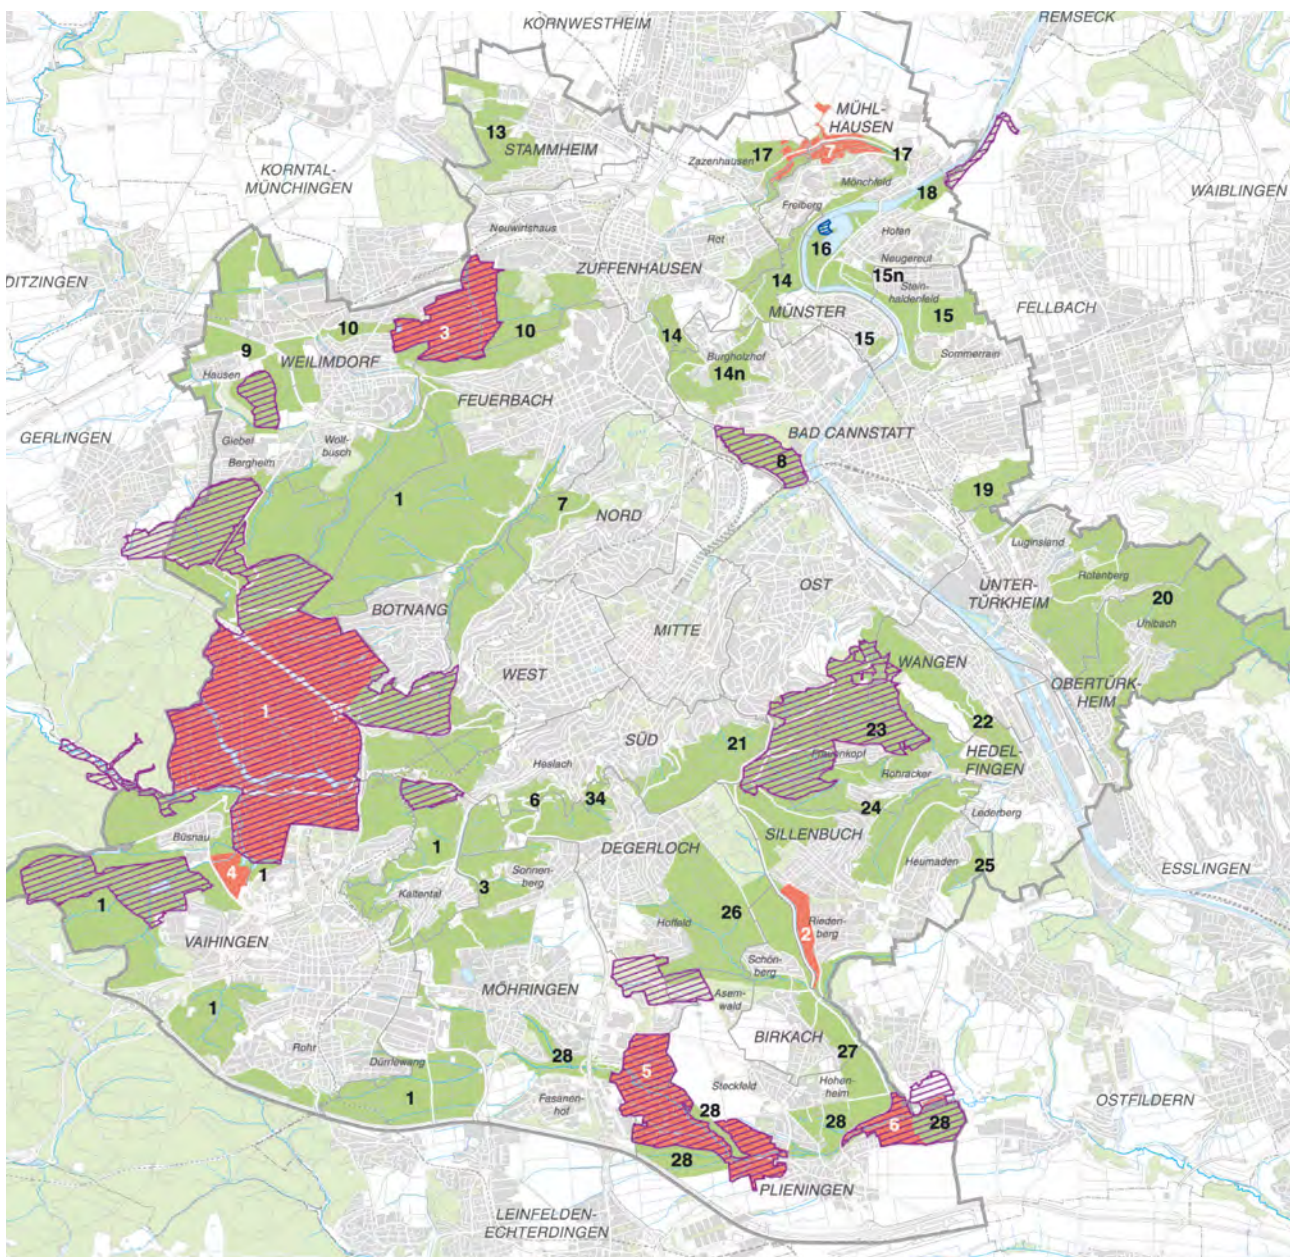 KORNWESTHEIM
REMSECK
MÜHL-
HAUSEN
13
STAMMHEIM
17
7
17
Zazenhausen
KORNTAL-
MÜNCHINGEN
Mönchfeld
18
WAIBLINGEN
Freiberg
Neuwirtshaus
Rot
16
Hofen
Neugereut
DITZINGEN
ZUFFENHAUSEN
14
15n
Stein-
haldenfeld
FELLBACH
MÜNSTER
15
10
3
10
14
15
9
WEILIMDORF
Burgholzhof
Sommerrain
Hausen
14n
FEUERBACH
GERLINGEN
Giebel
Wolf-
busch
BAD CANNSTATT
Bergheim
8
1
7
19
NORD
Luginsland
Rotenberg
UNTER-
TÜRKHEIM
OST
20
BOTNANG
Uhlbach
MITTE
WANGEN
WEST
OBERTÜRK-
HEIM
1
23
22
SÜD
21
Frauenkopf
HEDEL-
FINGEN
Heslach
Rohracker
6
34
24
Lederberg
Büsnau
SILLENBUCH
DEGERLOCH
1
4
1
Sonnen-
berg
Heumaden
25
ESSLINGEN
3
Kaltental
1
26
Hoffeld
Rieden-
berg
2
VAIHINGEN
Schön-
berg
MÖHRINGEN
Asem-
wald
1
BIRKACH
Rohr
Dürrlewang
28
27
5
Steckfeld
Hohen-
heim
1
Fasanen-
hof
OSTFILDERN
28
28
6
28
28
PLIENINGEN
LEINFELDEN-
ECHTERDINGEN